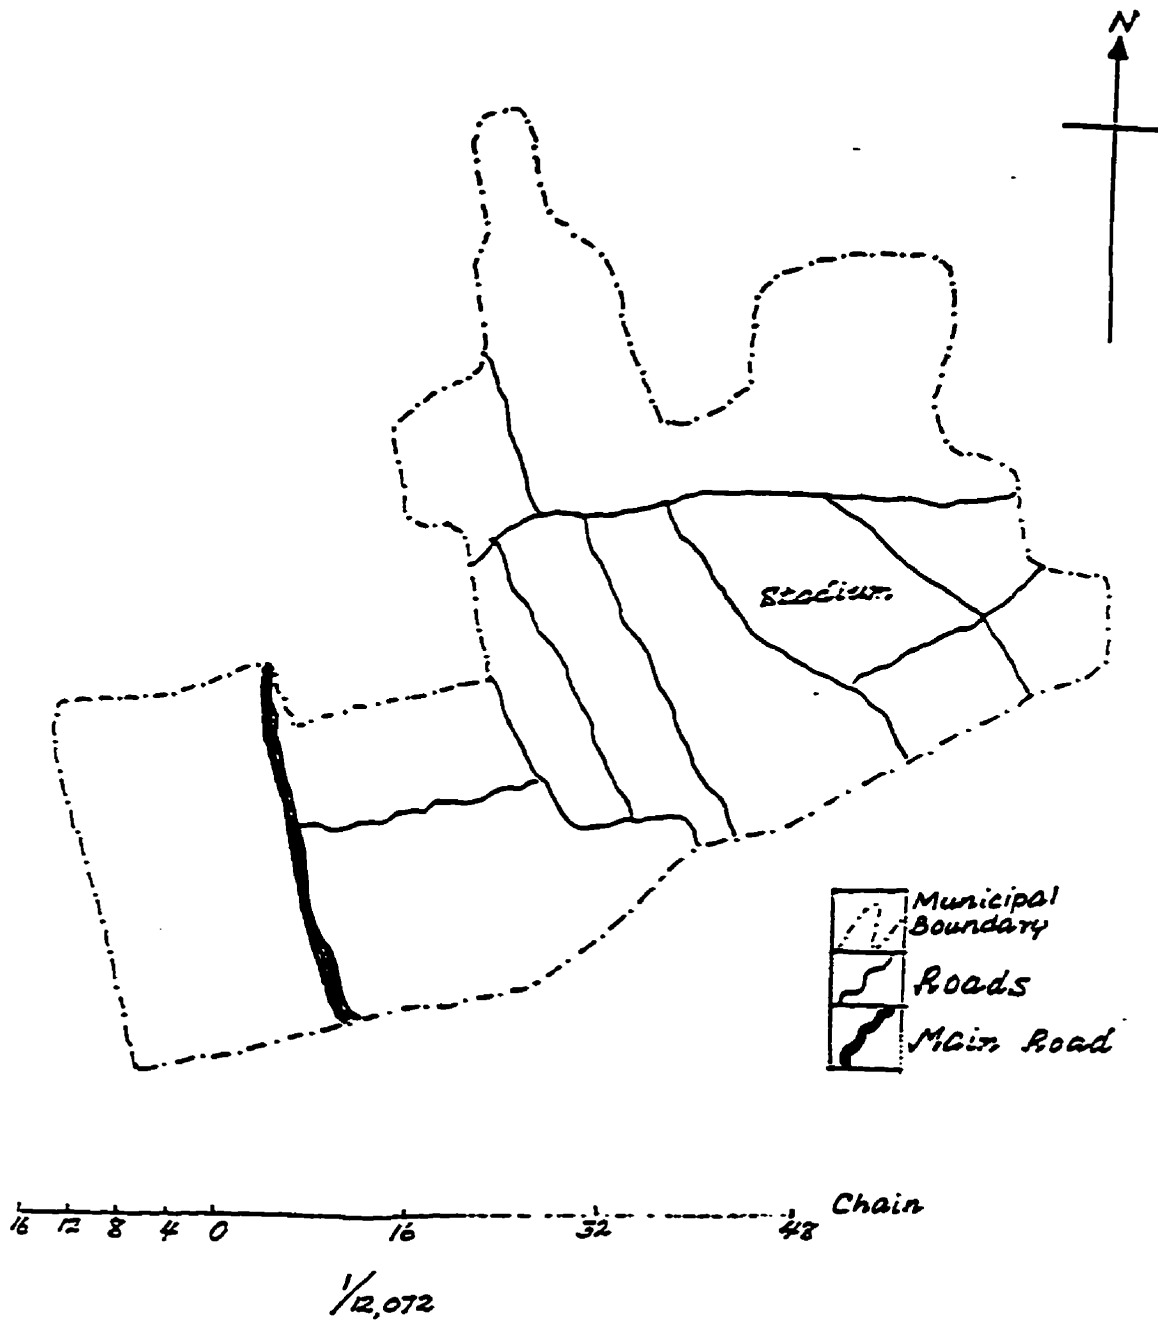 N
Stadium
Municipal
Boundary
Roads
Main Road
Chain
16 12 8 4 0 16 32 48
1/12,072